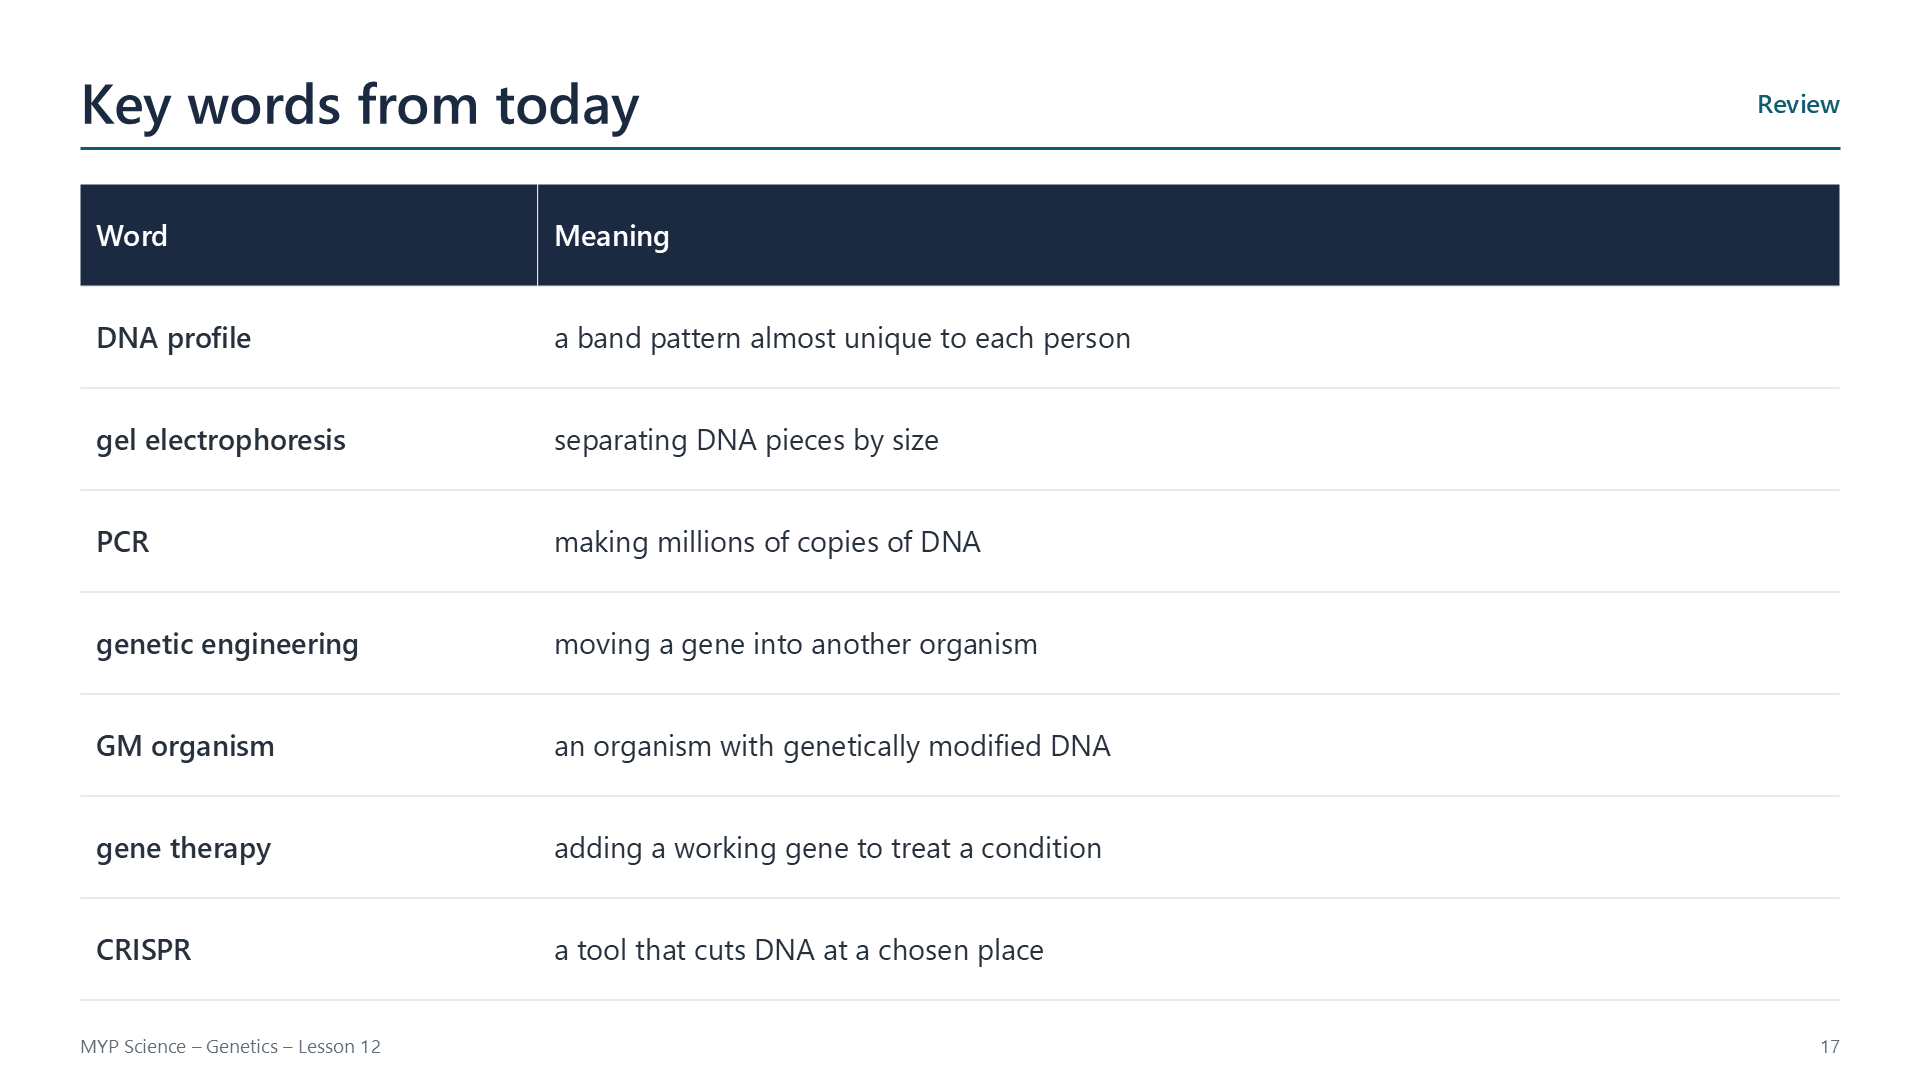 Key words from today
Review
Word Meaning
DNA profile a band pattern almost unique to each person
gel electrophoresis separating DNA pieces by size
PCR making millions of copies of DNA
genetic engineering moving a gene into another organism
GM organism an organism with genetically modified DNA
gene therapy adding a working gene to treat a condition
CRISPR a tool that cuts DNA at a chosen place
MYP Science – Genetics – Lesson 12
17